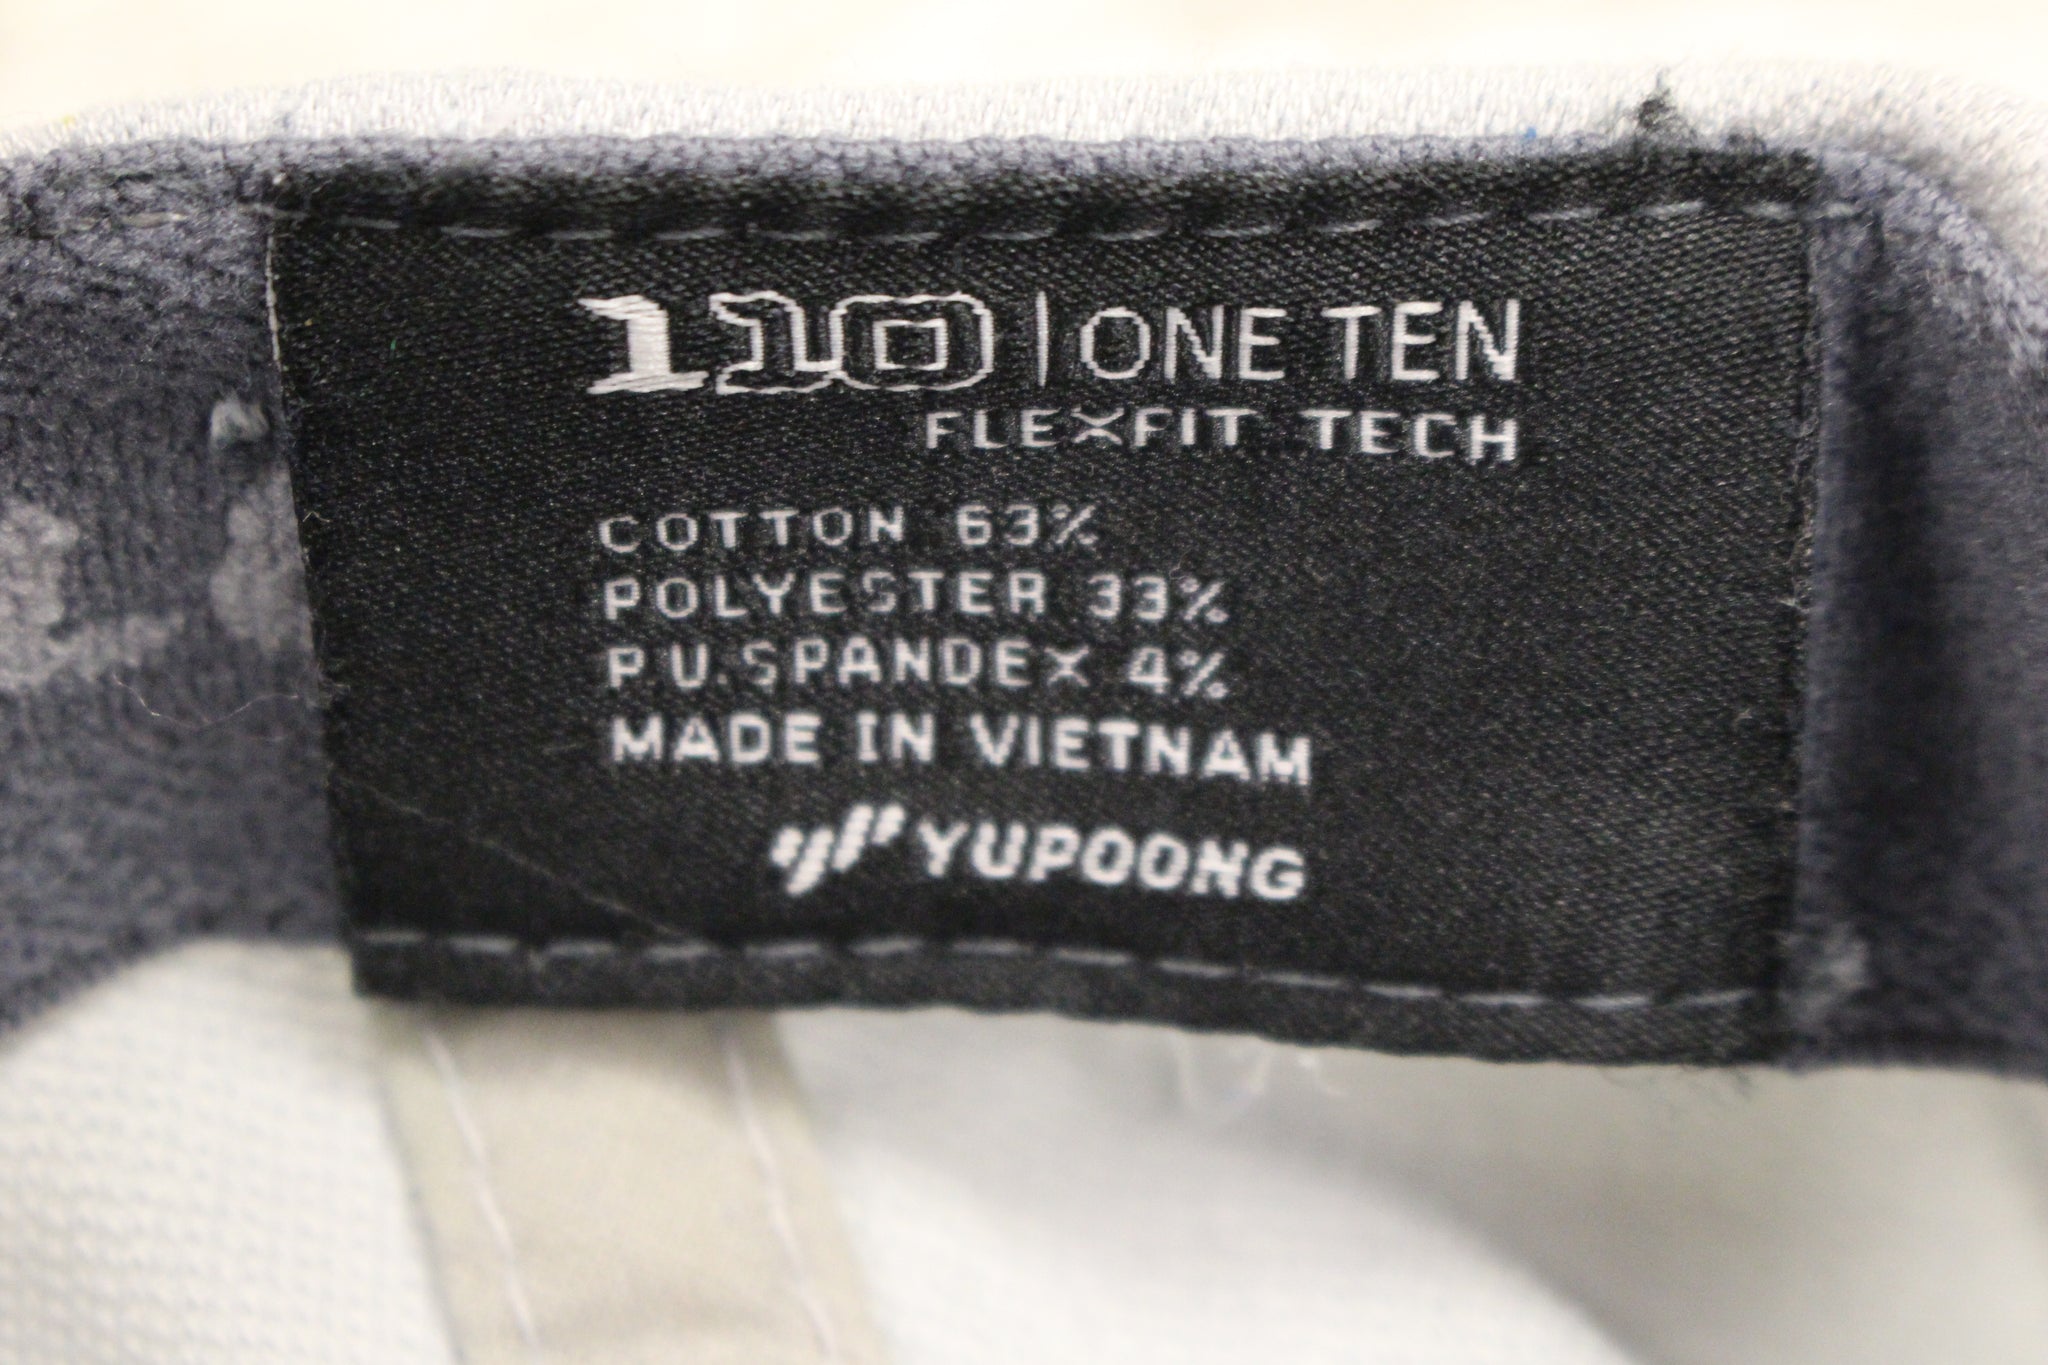 110 | ONE TEN
FLEXFIT TECH
COTTON 63%
POLYESTER 33%
P.U.SPANDEX 4%
MADE IN VIETNAM
YUPOONG